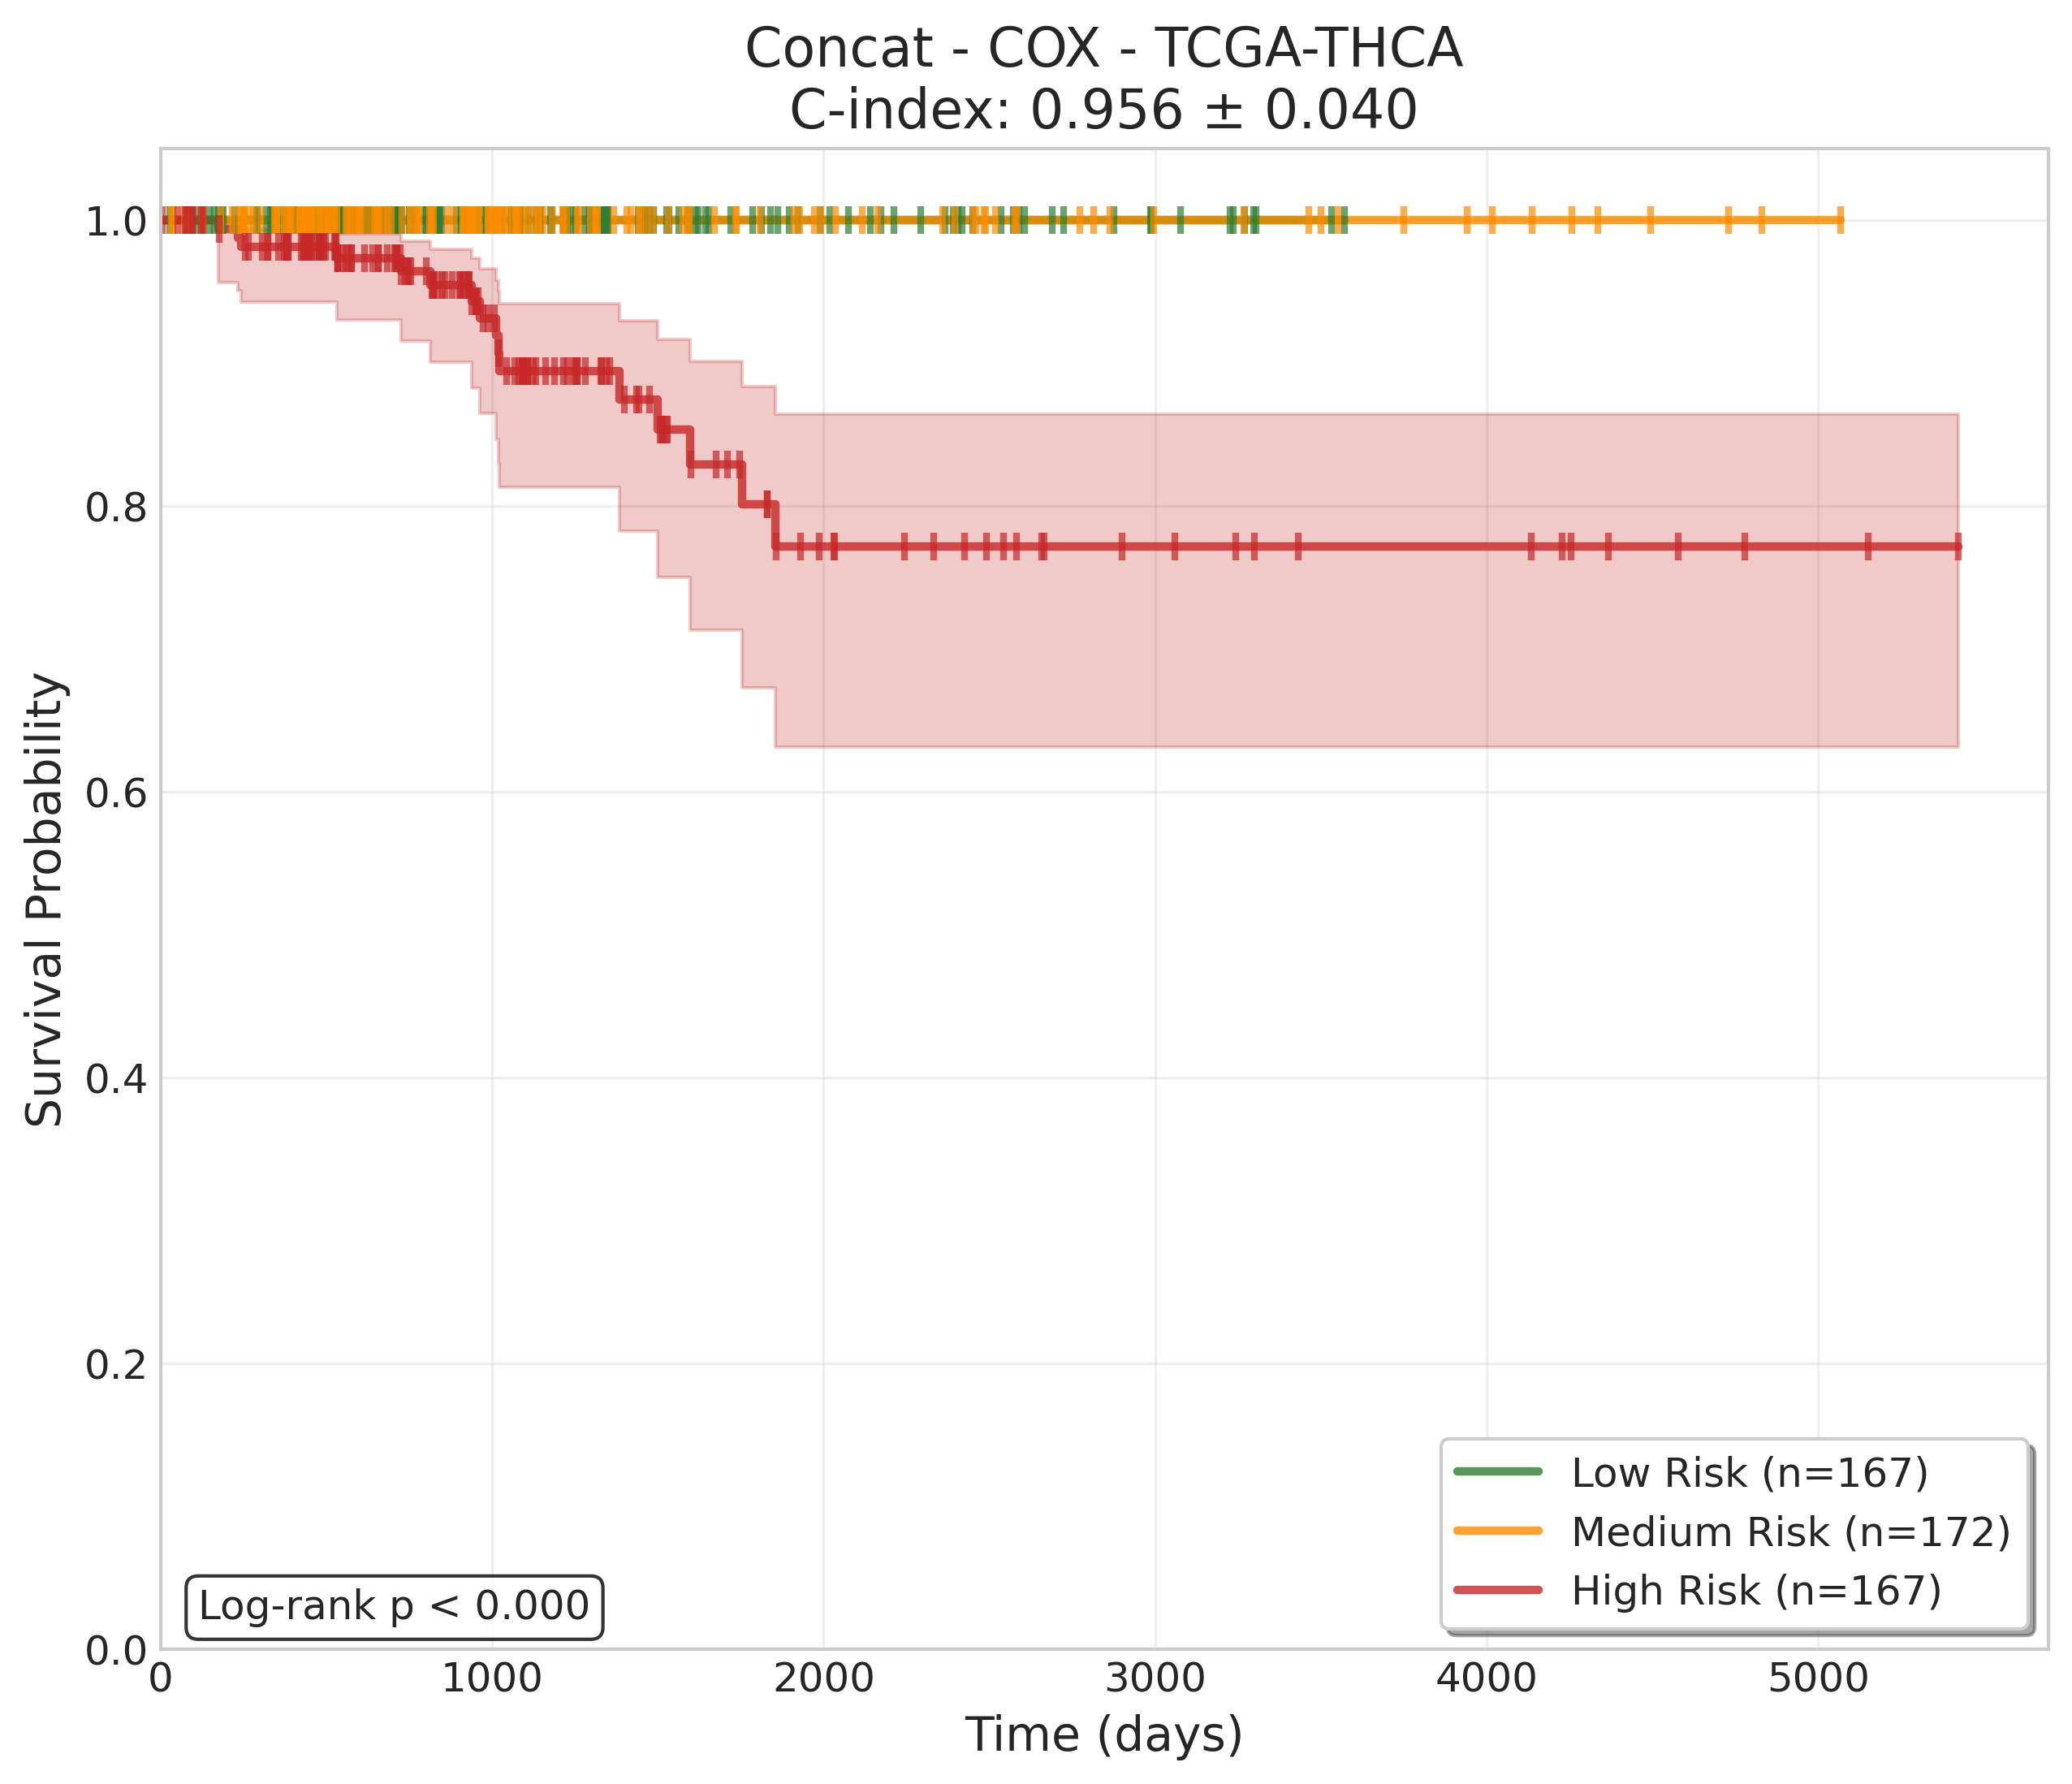 Concat - COX - TCGA-THCA
C-index: 0.956 ± 0.040
Survival Probability
1.0
0.8
0.6
0.4
0.2
0.0
0 1000 2000 3000 4000 5000
Time (days)
Log-rank p < 0.000
Low Risk (n=167)
Medium Risk (n=172)
High Risk (n=167)